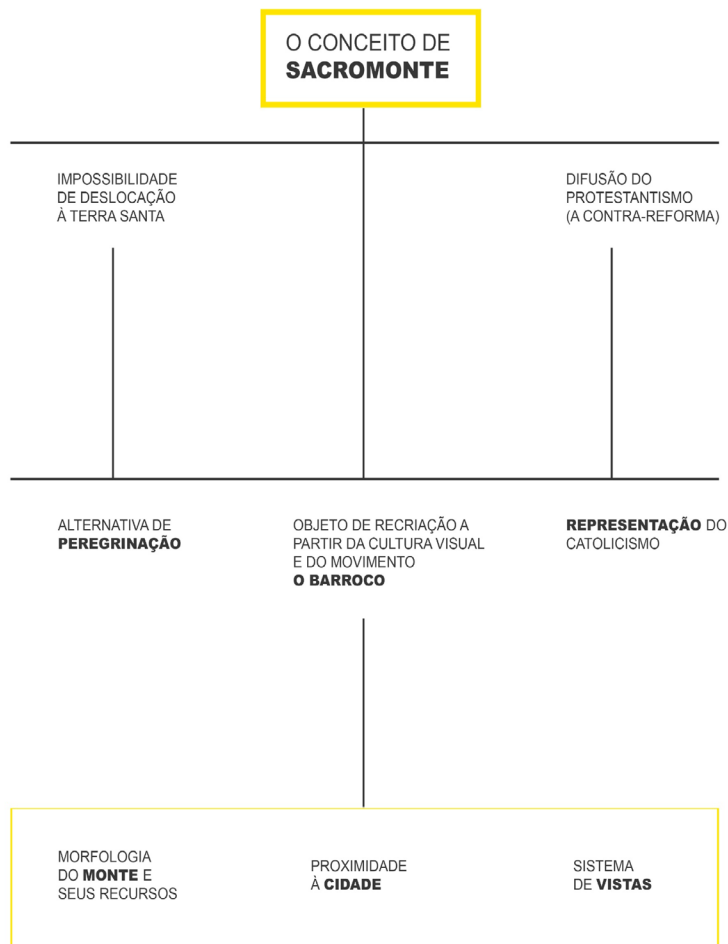 O CONCEITO DE
SACROMONTE
IMPOSSIBILIDADE
DE DESLOCAÇÃO
À TERRA SANTA
DIFUSÃO DO
PROTESTANTISMO
(A CONTRA-REFORMA)
ALTERNATIVA DE
PEREGRINAÇÃO
OBJETO DE RECRIAÇÃO A
PARTIR DA CULTURA VISUAL
E DO MOVIMENTO
O BARROCO
REPRESENTAÇÃO DO
CATOLICISMO
MORFOLOGIA
DO MONTE E
SEUS RECURSOS
PROXIMIDADE
À CIDADE
SISTEMA
DE VISTAS